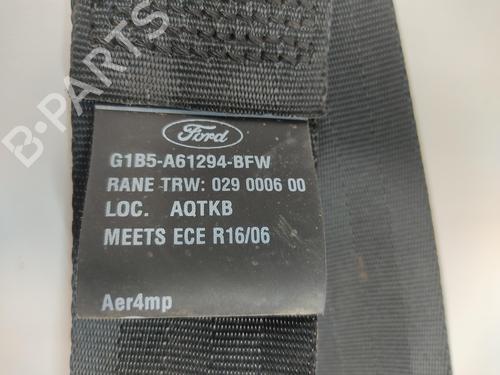 B-PARTS
Ford
G1B5-A61294-BFW
RANE TRW: 029 0006 00
LOC. AQTKB
MEETS ECE R16/06
Aer4mp